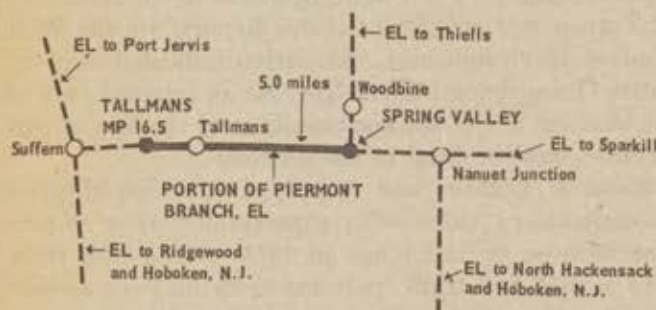 EL to Port Jervis
EL to Thiells
5.0 miles
Woodbine
TALLMANS
MP 16.5
Tallmans
SPRING VALLEY
Suffern
EL to Sparkill
Nanuet Junction
PORTION OF PIERMONT
BRANCH, EL
EL to Ridgewood
and Hoboken, N.J.
EL to North Hackensack
and Hoboken, N.J.